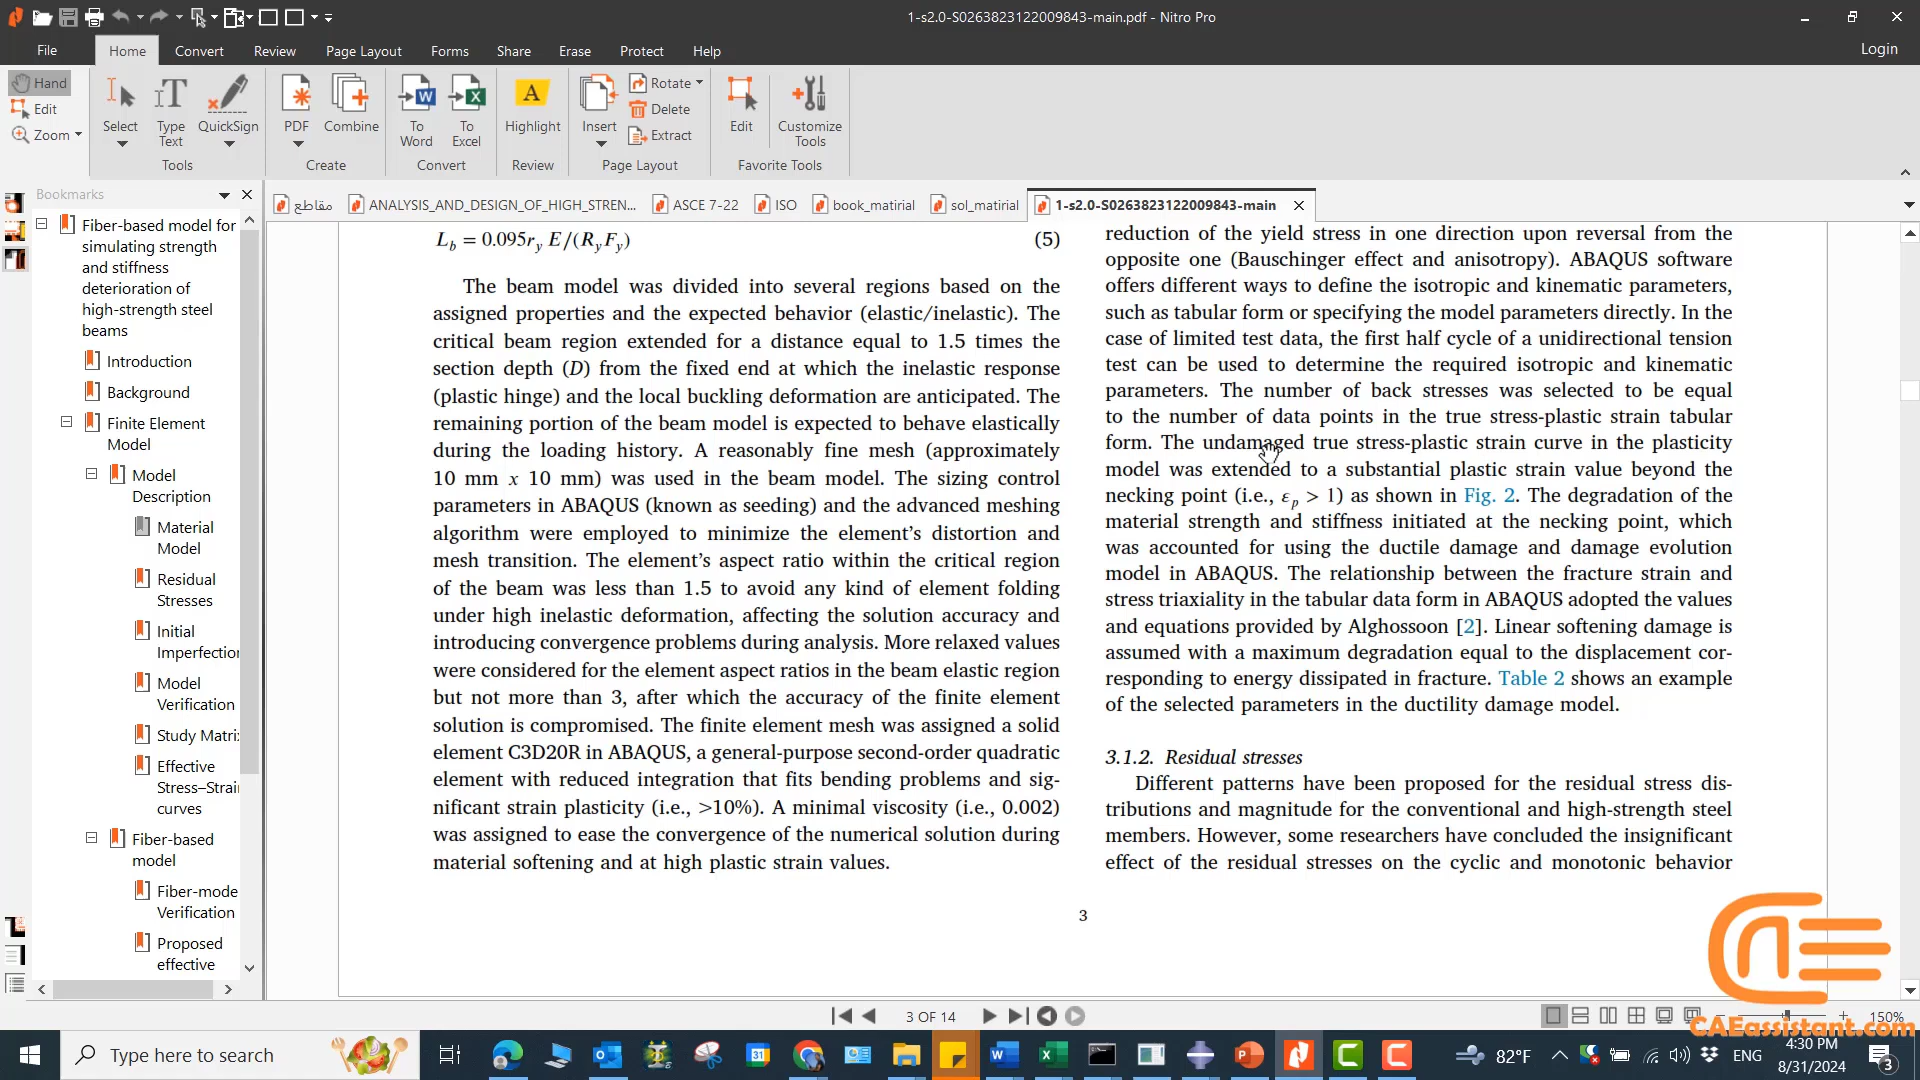 1-s2.0-S0263823122009843-main.pdf - Nitro Pro
File Home Convert Review Page Layout Forms Share Erase Protect Help Login
Hand
Edit
Zoom
Select
Type Text
QuickSign
Tools
PDF
Combine
Create
To Word
To Excel
Convert
Highlight
Review
Insert
Rotate
Delete
Extract
Page Layout
Edit
Customize Tools
Favorite Tools
Bookmarks
مقاطع
ANALYSIS_AND_DESIGN_OF_HIGH_STREN...
ASCE 7-22
ISO
book_matirial
sol_matirial
1-s2.0-S0263823122009843-main
Fiber-based model for
simulating strength
and stiffness
deterioration of
high-strength steel
beams
Introduction
Background
Finite Element
Model
Model
Description
Material
Model
Residual
Stresses
Initial
Imperfection
Model
Verification
Study Matri
Effective
Stress–Strai
curves
Fiber-based
model
Fiber-mode
Verification
Proposed
effective
L_b = 0.095r_y E/(R_yF_y) (5)
The beam model was divided into several regions based on the
assigned properties and the expected behavior (elastic/inelastic). The
critical beam region extended for a distance equal to 1.5 times the
section depth (D) from the fixed end at which the inelastic response
(plastic hinge) and the local buckling deformation are anticipated. The
remaining portion of the beam model is expected to behave elastically
during the loading history. A reasonably fine mesh (approximately
10 mm x 10 mm) was used in the beam model. The sizing control
parameters in ABAQUS (known as seeding) and the advanced meshing
algorithm were employed to minimize the element's distortion and
mesh transition. The element's aspect ratio within the critical region
of the beam was less than 1.5 to avoid any kind of element folding
under high inelastic deformation, affecting the solution accuracy and
introducing convergence problems during analysis. More relaxed values
were considered for the element aspect ratios in the beam elastic region
but not more than 3, after which the accuracy of the finite element
solution is compromised. The finite element mesh was assigned a solid
element C3D20R in ABAQUS, a general-purpose second-order quadratic
element with reduced integration that fits bending problems and sig-
nificant strain plasticity (i.e., >10%). A minimal viscosity (i.e., 0.002)
was assigned to ease the convergence of the numerical solution during
material softening and at high plastic strain values.
reduction of the yield stress in one direction upon reversal from the
opposite one (Bauschinger effect and anisotropy). ABAQUS software
offers different ways to define the isotropic and kinematic parameters,
such as tabular form or specifying the model parameters directly. In the
case of limited test data, the first half cycle of a unidirectional tension
test can be used to determine the required isotropic and kinematic
parameters. The number of back stresses was selected to be equal
to the number of data points in the true stress-plastic strain tabular
form. The undamaged true stress-plastic strain curve in the plasticity
model was extended to a substantial plastic strain value beyond the
necking point (i.e., ε_p > 1) as shown in Fig. 2. The degradation of the
material strength and stiffness initiated at the necking point, which
was accounted for using the ductile damage and damage evolution
model in ABAQUS. The relationship between the fracture strain and
stress triaxiality in the tabular data form in ABAQUS adopted the values
and equations provided by Alghossoon [2]. Linear softening damage is
assumed with a maximum degradation equal to the displacement cor-
responding to energy dissipated in fracture. Table 2 shows an example
of the selected parameters in the ductility damage model.
3.1.2. Residual stresses
Different patterns have been proposed for the residual stress dis-
tributions and magnitude for the conventional and high-strength steel
members. However, some researchers have concluded the insignificant
effect of the residual stresses on the cyclic and monotonic behavior
3
3 OF 14
150%
CAEassistant.com
Type here to search
82°F
ENG
4:30 PM
8/31/2024
3